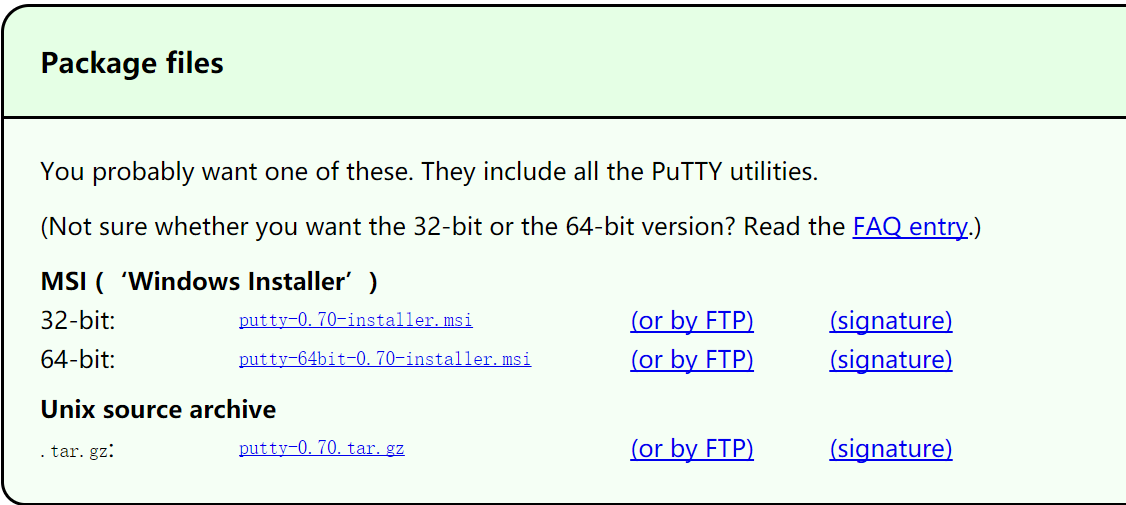 Package files
You probably want one of these. They include all the PuTTY utilities.
(Not sure whether you want the 32-bit or the 64-bit version? Read the FAQ entry.)
MSI (‘Windows Installer’)
32-bit: putty-0.70-installer.msi (or by FTP) (signature)
64-bit: putty-64bit-0.70-installer.msi (or by FTP) (signature)
Unix source archive
.tar.gz: putty-0.70.tar.gz (or by FTP) (signature)